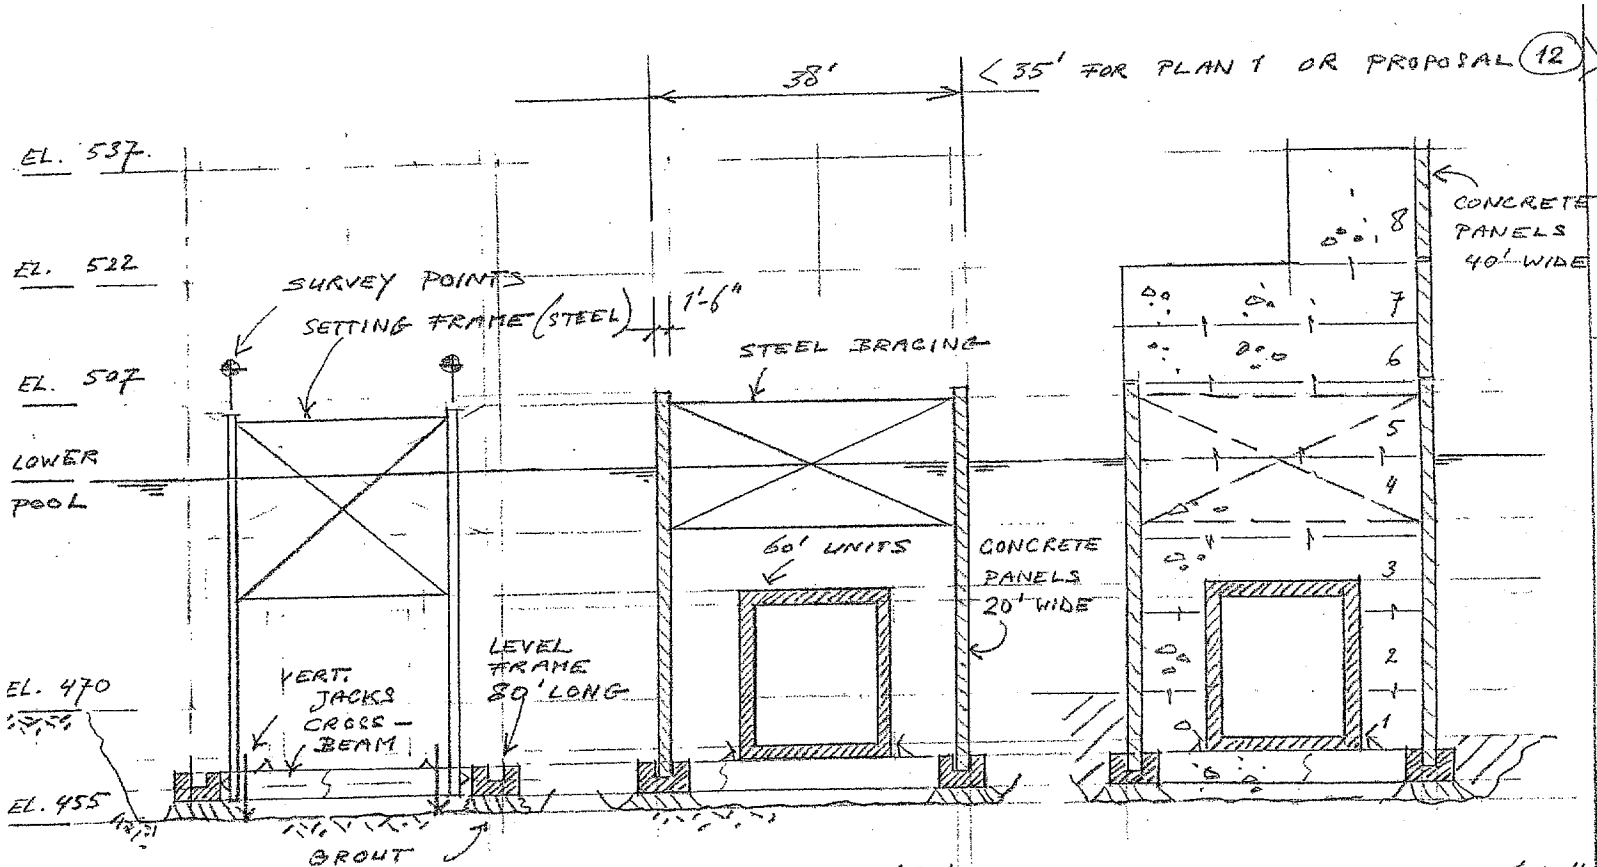 38'
< 35' FOR PLAN 1 OR PROPOSAL 12 >
EL. 537.
EL. 522
EL. 507
LOWER
POOL
EL. 470
EL. 455
SURVEY POINTS
SETTING FRAME (STEEL)
1'-6"
STEEL BRACING
60' UNITS
CONCRETE
PANELS
20' WIDE
LEVEL
FRAME
80' LONG
VERT.
JACKS
CROSS-
BEAM
GROUT
CONCRETE
PANELS
40' WIDE
8
7
6
5
4
3
2
1